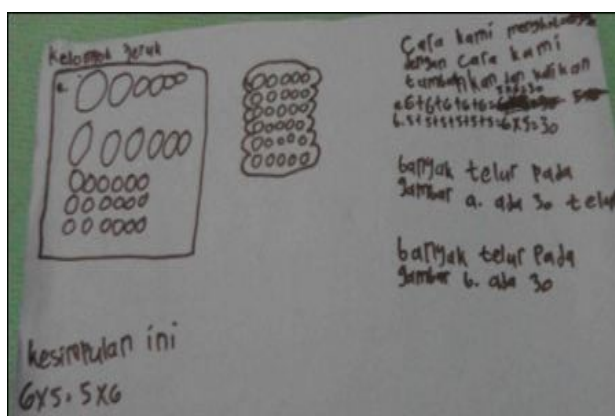 Kelompok Jeruk
a.
Cara kami
dengan cara kami
tambahkan dan kalikan
5x6=30
a.6+6+6+6+6=
b.5+5+5+5+5+5=6x5=30
banyak telur pada
gambar a. ada 30 telur
banyak telur pada
gambar b. ada 30
kesimpulan ini
6x5=5x6